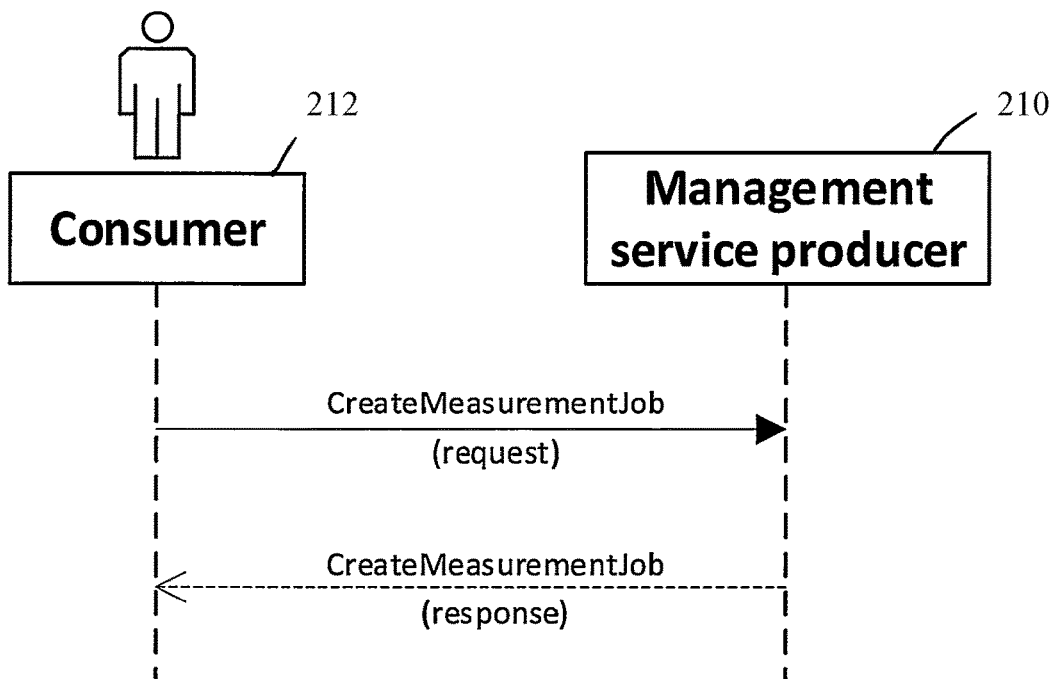 212
210
Consumer
Management
service producer
CreateMeasurementJob
(request)
CreateMeasurementJob
(response)